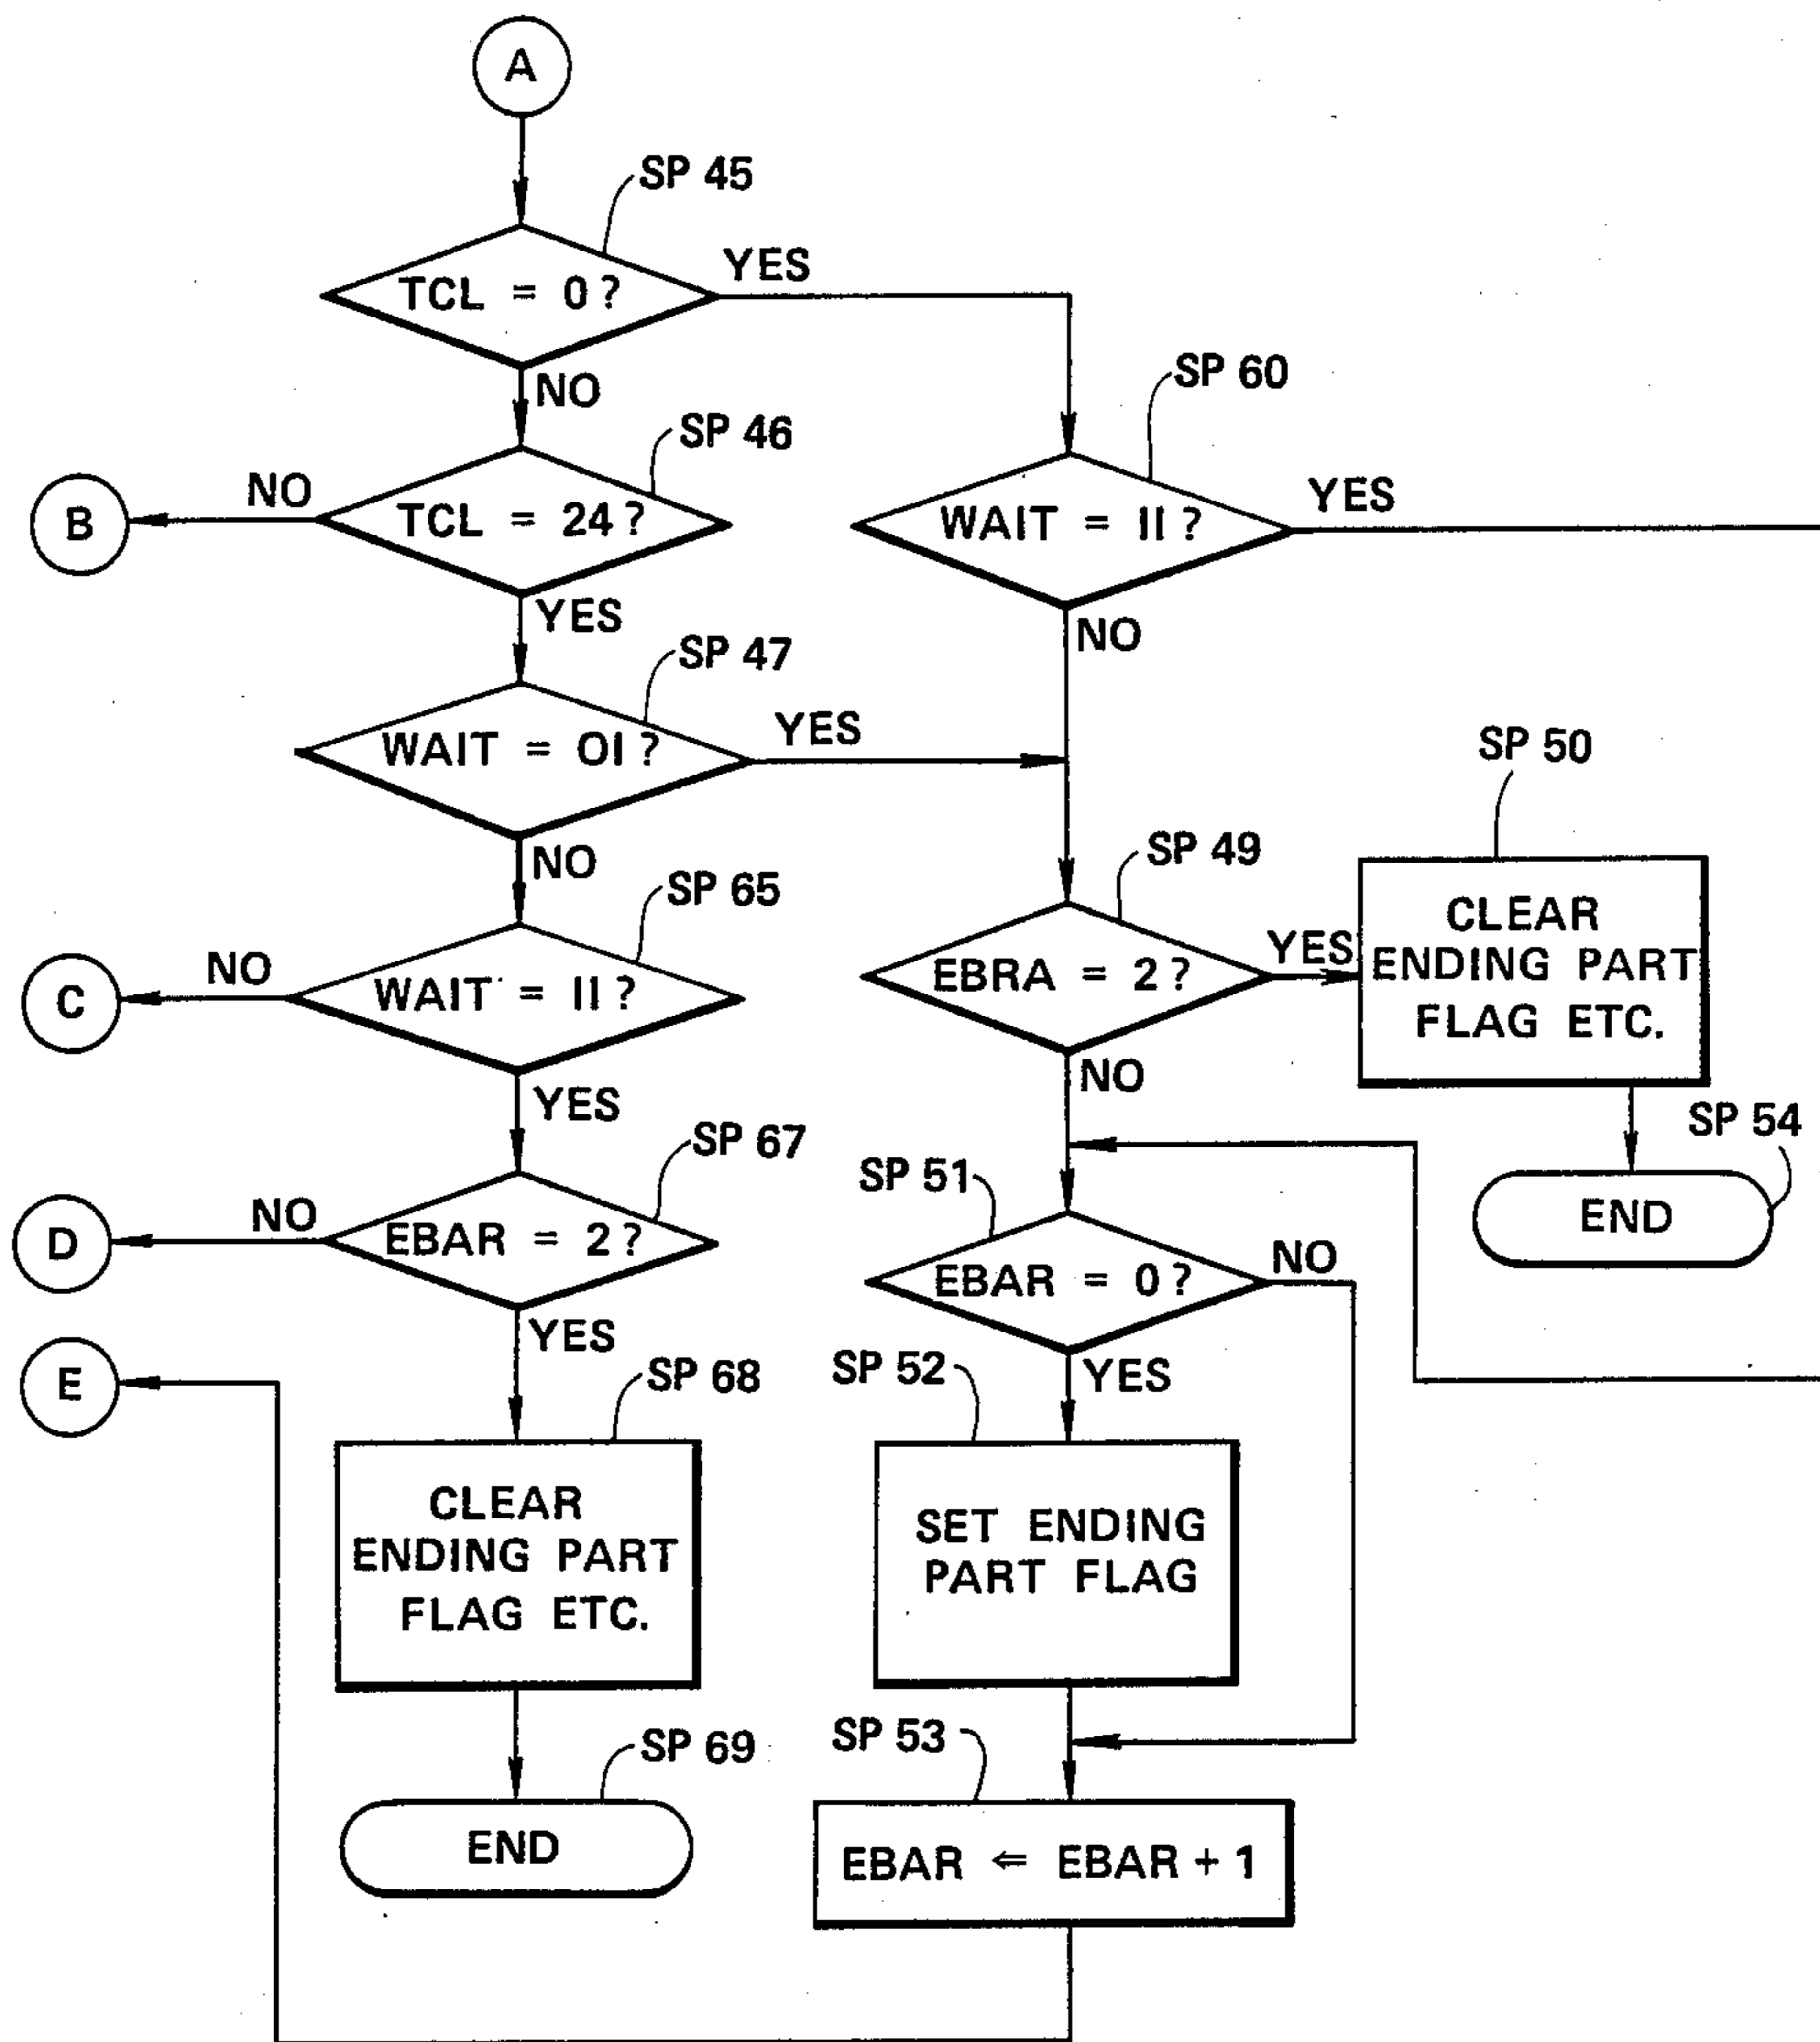 A
SP 45
TCL = 0?
YES
NO
SP 60
SP 46
B
NO
TCL = 24?
YES
WAIT = 11?
YES
NO
SP 47
WAIT = 01?
YES
NO
SP 50
SP 49
SP 65
C
NO
WAIT = 11?
YES
EBRA = 2?
YES
NO
CLEAR
ENDING PART
FLAG ETC.
SP 54
END
SP 67
D
NO
EBAR = 2?
YES
SP 51
EBAR = 0?
NO
YES
E
SP 68
CLEAR
ENDING PART
FLAG ETC.
SP 52
SET ENDING
PART FLAG
SP 69
END
SP 53
EBAR ⇐ EBAR + 1